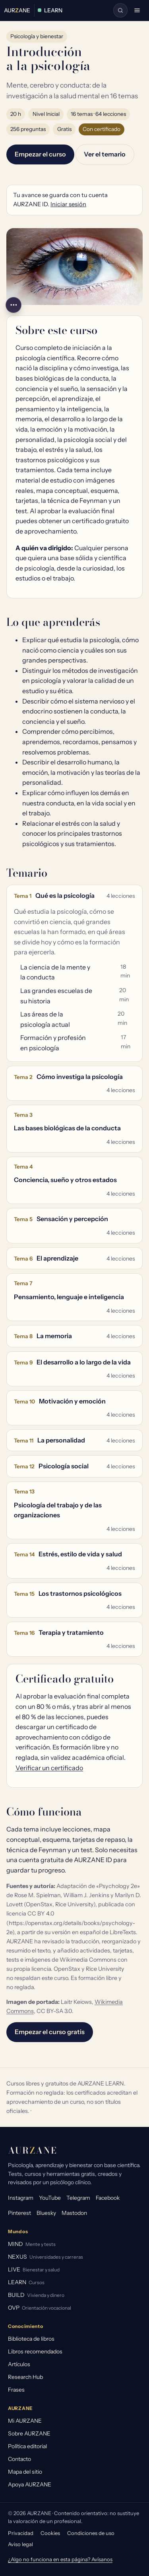 AURZANE LEARN
Psicología y bienestar
Introducción
a la psicología
Mente, cerebro y conducta: de la
investigación a la salud mental en 16 temas
20 h Nivel Inicial 16 temas · 64 lecciones
256 preguntas Gratis Con certificado
Empezar el curso Ver el temario
Tu avance se guarda con tu cuenta
AURZANE ID. Iniciar sesión
Sobre este curso
Curso completo de iniciación a la
psicología científica. Recorre cómo
nació la disciplina y cómo investiga, las
bases biológicas de la conducta, la
conciencia y el sueño, la sensación y la
percepción, el aprendizaje, el
pensamiento y la inteligencia, la
memoria, el desarrollo a lo largo de la
vida, la emoción y la motivación, la
personalidad, la psicología social y del
trabajo, el estrés y la salud, los
trastornos psicológicos y sus
tratamientos. Cada tema incluye
material de estudio con imágenes
reales, mapa conceptual, esquema,
tarjetas, la técnica de Feynman y un
test. Al aprobar la evaluación final
obtienes un certificado gratuito de
aprovechamiento.
A quién va dirigido: Cualquier persona
que quiera comprender con una base
sólida y científica la psicología, de la
curiosidad general al inicio de los
estudios o el trabajo.
Lo que aprenderás
Explicar qué estudia la psicología, cómo
nació como ciencia y cuáles son sus
grandes perspectivas.
Distinguir los métodos de investigación
en psicología y valorar la calidad de un
estudio y su ética.
Describir cómo el sistema nervioso y el
endocrino sostienen la conducta, la
conciencia y el sueño.
Comprender cómo percibimos,
aprendemos, recordamos, pensamos y
resolvemos problemas.
Describir el desarrollo humano, la
emoción, la motivación y las teorías de la
personalidad.
Explicar cómo influyen los demás en
nuestra conducta, en la vida social y en
el trabajo.
Relacionar el estrés con la salud y
conocer los principales trastornos
psicológicos y sus tratamientos.
Temario
Tema 1 Qué es la psicología 4 lecciones
Qué estudia la psicología, cómo se
convirtió en ciencia, qué grandes
escuelas la han formado, en qué áreas
se divide hoy y cómo es la formación
para ejercerla.
La ciencia de la mente y 18
la conducta min
Las grandes escuelas de 20
su historia min
Las áreas de la 20
psicología actual min
Formación y profesión 17
en psicología min
Tema 2 Cómo investiga la psicología
4 lecciones
Tema 3
Las bases biológicas de la conducta
4 lecciones
Tema 4
Conciencia, sueño y otros estados
4 lecciones
Tema 5 Sensación y percepción
4 lecciones
Tema 6 El aprendizaje 4 lecciones
Tema 7
Pensamiento, lenguaje e inteligencia
4 lecciones
Tema 8 La memoria 4 lecciones
Tema 9 El desarrollo a lo largo de la vida
4 lecciones
Tema 10 Motivación y emoción
4 lecciones
Tema 11 La personalidad 4 lecciones
Tema 12 Psicología social 4 lecciones
Tema 13
Psicología del trabajo y de las
organizaciones
4 lecciones
Tema 14 Estrés, estilo de vida y salud
4 lecciones
Tema 15 Los trastornos psicológicos
4 lecciones
Tema 16 Terapia y tratamiento
4 lecciones
Certificado gratuito
Al aprobar la evaluación final completa
con un 80 % o más, y tras abrir al menos
el 80 % de las lecciones, puedes
descargar un certificado de
aprovechamiento con código de
verificación. Es formación libre y no
reglada, sin validez académica oficial.
Verificar un certificado
Cómo funciona
Cada tema incluye lecciones, mapa
conceptual, esquema, tarjetas de repaso, la
técnica de Feynman y un test. Solo necesitas
una cuenta gratuita de AURZANE ID para
guardar tu progreso.
Fuentes y autoría: Adaptación de «Psychology 2e»
de Rose M. Spielman, William J. Jenkins y Marilyn D.
Lovett (OpenStax, Rice University), publicada con
licencia CC BY 4.0
(https://openstax.org/details/books/psychology-
2e), a partir de su versión en español de LibreTexts.
AURZANE ha revisado la traducción, reorganizado y
resumido el texto, y añadido actividades, tarjetas,
tests e imágenes de Wikimedia Commons con
su propia licencia. OpenStax y Rice University
no respaldan este curso. Es formación libre y
no reglada.
Imagen de portada: Laitr Keiows, Wikimedia
Commons, CC BY-SA 3.0.
Empezar el curso gratis
Cursos libres y gratuitos de AURZANE LEARN.
Formación no reglada: los certificados acreditan el
aprovechamiento de un curso, no son títulos
oficiales. ·
AURZANE
Psicología, aprendizaje y bienestar con base científica.
Tests, cursos y herramientas gratis, creados y
revisados por un psicólogo clínico.
Instagram YouTube Telegram Facebook
Pinterest Bluesky Mastodon
Mundos
MIND Mente y tests
NEXUS Universidades y carreras
LIVE Bienestar y salud
LEARN Cursos
BUILD Vivienda y dinero
OVP Orientación vocacional
Conocimiento
Biblioteca de libros
Libros recomendados
Artículos
Research Hub
Frases
AURZANE
Mi AURZANE
Sobre AURZANE
Política editorial
Contacto
Mapa del sitio
Apoya AURZANE
© 2026 AURZANE · Contenido orientativo: no sustituye
la valoración de un profesional.
Privacidad Cookies Condiciones de uso
Aviso legal
¿Algo no funciona en esta página? Avísanos